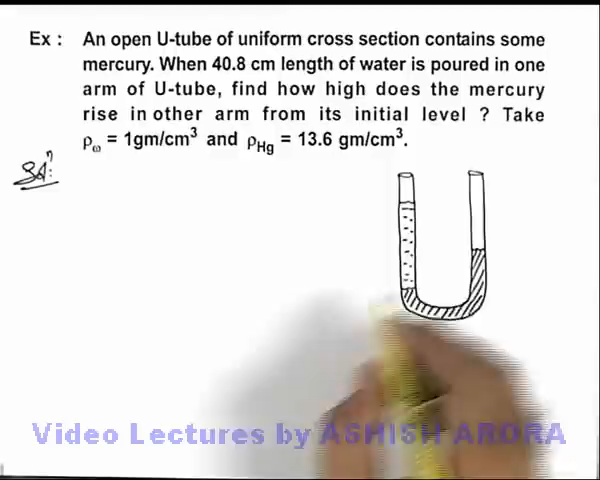 Ex : An open U-tube of uniform cross section contains some
mercury. When 40.8 cm length of water is poured in one
arm of U-tube, find how high does the mercury
rise in other arm from its initial level ? Take
ρω = 1gm/cm³ and ρHg = 13.6 gm/cm³.
Solⁿ:
Video Lectures by ASHISH ARORA